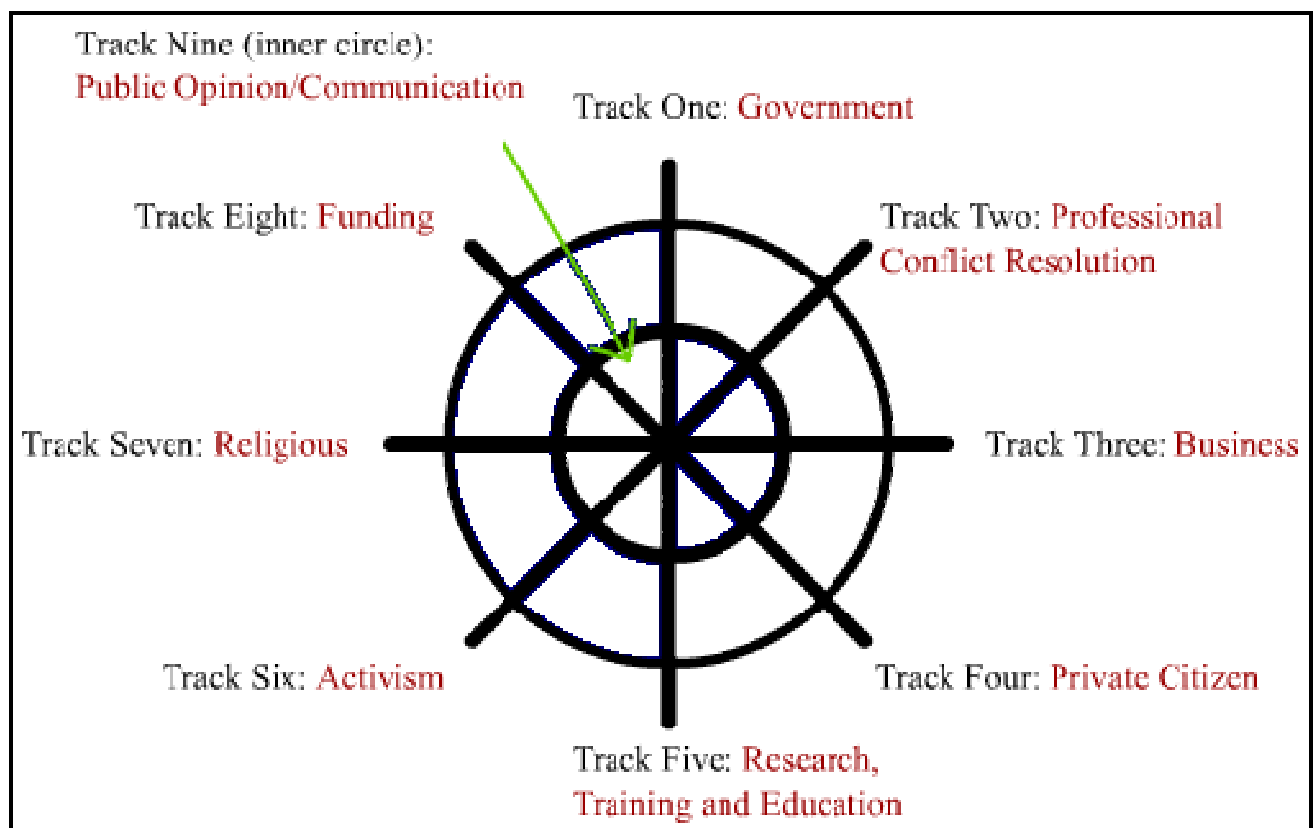 Track Nine (inner circle):
Public Opinion/Communication
Track One: Government
Track Eight: Funding
Track Two: Professional
Conflict Resolution
Track Seven: Religious
Track Three: Business
Track Six: Activism
Track Four: Private Citizen
Track Five: Research,
Training and Education